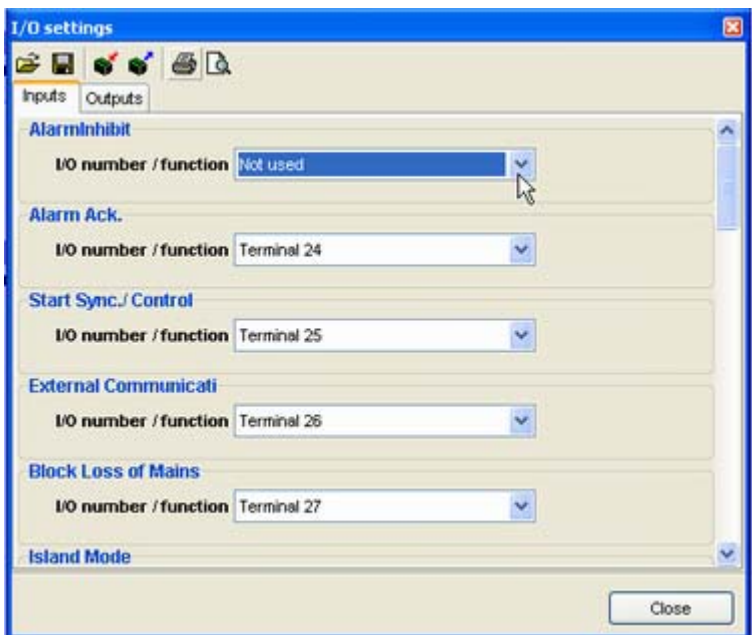 I/O settings
Inputs Outputs
AlarmInhibit
I/O number / function Not used
Alarm Ack.
I/O number / function Terminal 24
Start Sync./ Control
I/O number / function Terminal 25
External Communicati
I/O number / function Terminal 26
Block Loss of Mains
I/O number / function Terminal 27
Island Mode
Close